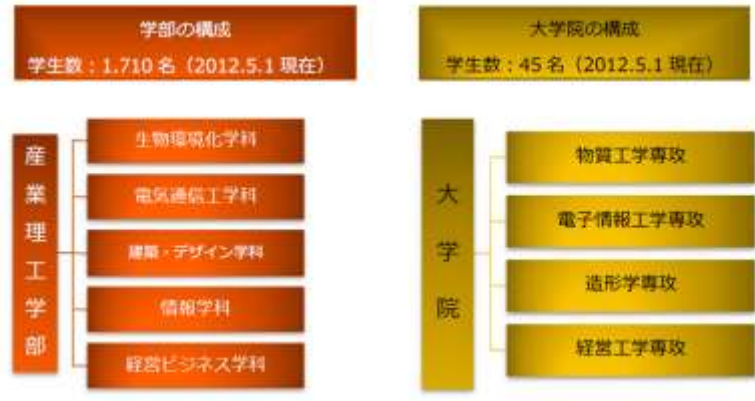 学部の構成
学生数：1.710 名（2012.5.1 現在）
産業理工学部
生物環境化学科
電気通信工学科
建築・デザイン学科
情報学科
経営ビジネス学科
大学院の構成
学生数：45 名（2012.5.1 現在）
大学院
物質工学専攻
電子情報工学専攻
造形学専攻
経営工学専攻